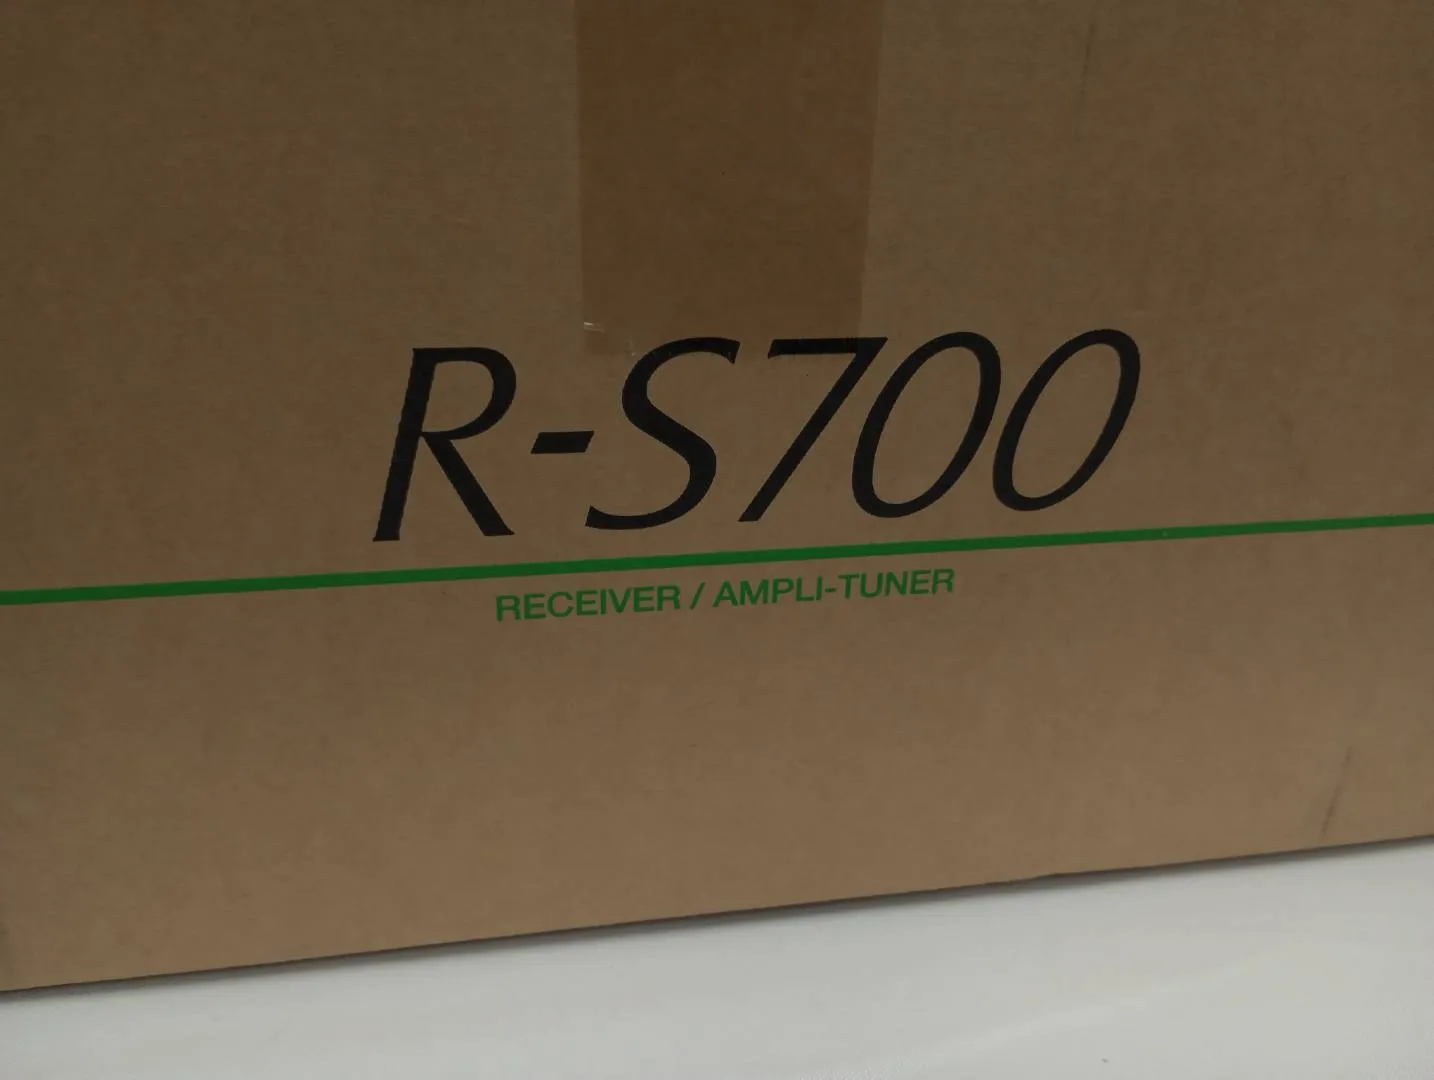 R-S700
RECEIVER / AMPLI-TUNER